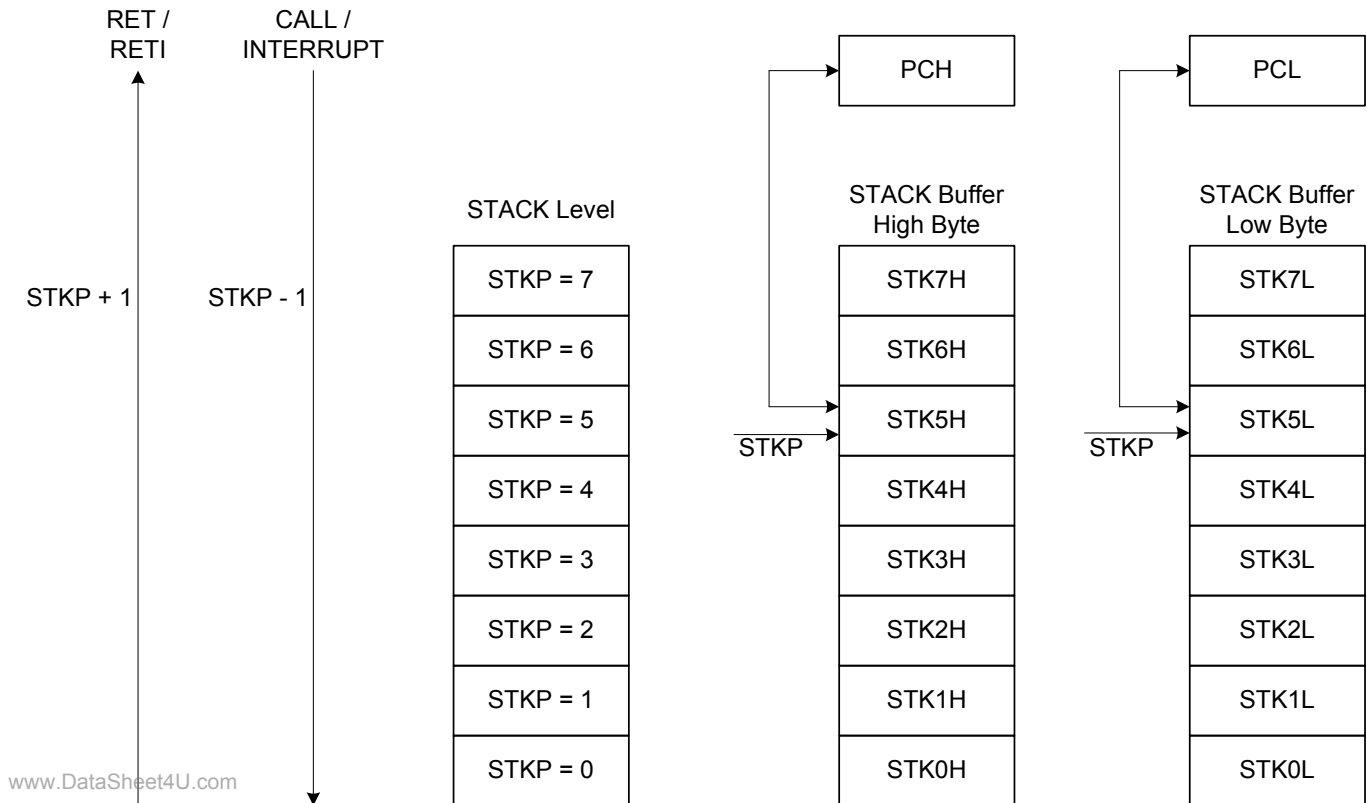 RET /
RETI
CALL /
INTERRUPT
PCH
PCL
STACK Level
STACK Buffer
High Byte
STACK Buffer
Low Byte
STKP + 1
STKP - 1
STKP = 7
STK7H
STK7L
STKP = 6
STK6H
STK6L
STKP = 5
STK5H
STK5L
STKP
STKP
STKP = 4
STK4H
STK4L
STKP = 3
STK3H
STK3L
STKP = 2
STK2H
STK2L
STKP = 1
STK1H
STK1L
STKP = 0
STK0H
STK0L
www.DataSheet4U.com